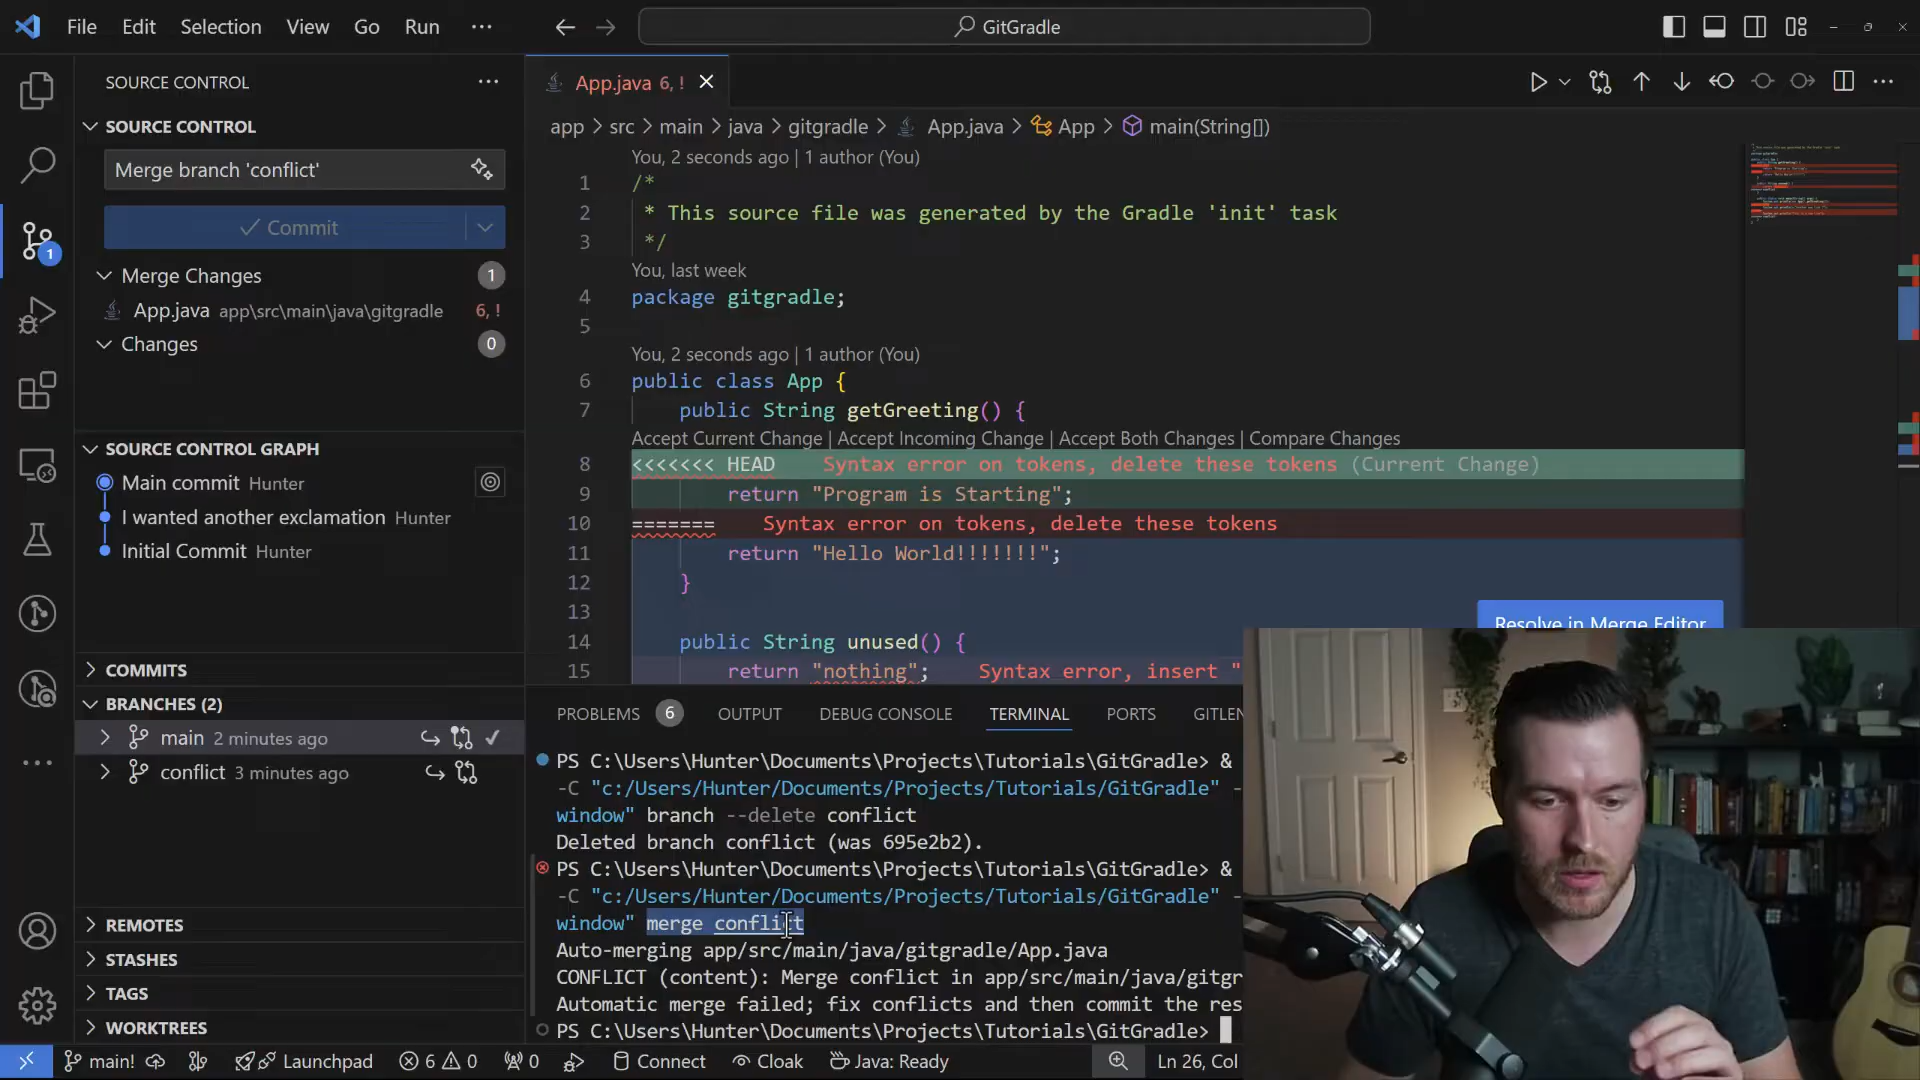 File Edit Selection View Go Run ···
GitGradle
SOURCE CONTROL
SOURCE CONTROL
Merge branch 'conflict'
Commit
Merge Changes 1
App.java app\src\main\java\gitgradle 6, !
Changes 0
SOURCE CONTROL GRAPH
Main commit Hunter
I wanted another exclamation Hunter
Initial Commit Hunter
COMMITS
BRANCHES (2)
main 2 minutes ago
conflict 3 minutes ago
REMOTES
STASHES
TAGS
WORKTREES
1
App.java 6, !
app > src > main > java > gitgradle > App.java > App > main(String[])
You, 2 seconds ago | 1 author (You)
1 /*
2 * This source file was generated by the Gradle 'init' task
3 */
You, last week
4 package gitgradle;
5
You, 2 seconds ago | 1 author (You)
6 public class App {
7 public String getGreeting() {
Accept Current Change | Accept Incoming Change | Accept Both Changes | Compare Changes
8 <<<<<<< HEAD Syntax error on tokens, delete these tokens (Current Change)
9 return "Program is Starting";
10 ======= Syntax error on tokens, delete these tokens
11 return "Hello World!!!!!!!";
12 }
13
14 public String unused() {
15 return "nothing"; Syntax error, insert "
Resolve in Merge Editor
PROBLEMS 6 OUTPUT DEBUG CONSOLE TERMINAL PORTS GITLEN
PS C:\Users\Hunter\Documents\Projects\Tutorials\GitGradle> &
-C "c:/Users/Hunter/Documents/Projects/Tutorials/GitGradle" -
window" branch --delete conflict
Deleted branch conflict (was 695e2b2).
PS C:\Users\Hunter\Documents\Projects\Tutorials\GitGradle> &
-C "c:/Users/Hunter/Documents/Projects/Tutorials/GitGradle" -
window" merge conflict
Auto-merging app/src/main/java/gitgradle/App.java
CONFLICT (content): Merge conflict in app/src/main/java/gitgr
Automatic merge failed; fix conflicts and then commit the res
PS C:\Users\Hunter\Documents\Projects\Tutorials\GitGradle>
main! Launchpad 6 0 0 Connect Cloak Java: Ready Ln 26, Col